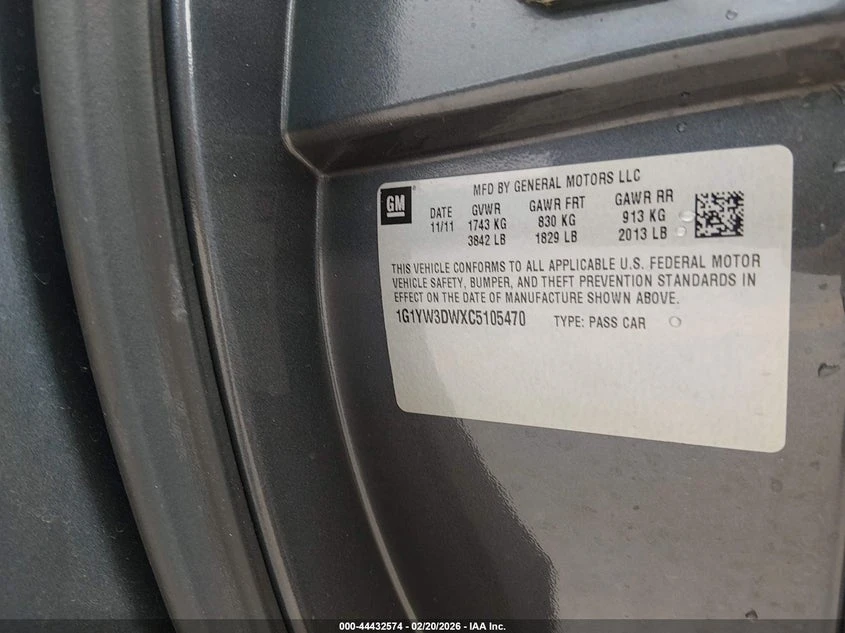 MFD BY GENERAL MOTORS LLC
GM
DATE GVWR GAWR FRT GAWR RR
11/11 1743 KG 830 KG 913 KG
3842 LB 1829 LB 2013 LB
THIS VEHICLE CONFORMS TO ALL APPLICABLE U.S. FEDERAL MOTOR
VEHICLE SAFETY, BUMPER, AND THEFT PREVENTION STANDARDS IN
EFFECT ON THE DATE OF MANUFACTURE SHOWN ABOVE.
1G1YW3DWXC5105470 TYPE: PASS CAR
000-44432574 - 02/20/2026 - IAA Inc.